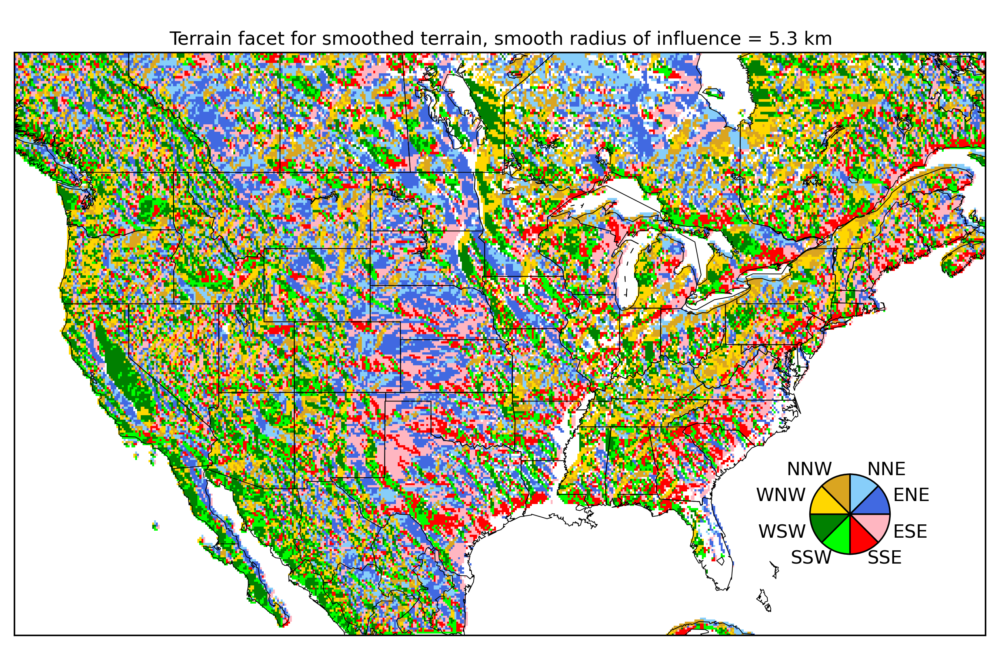 Terrain facet for smoothed terrain, smooth radius of influence = 5.3 km
NNW NNE
WNW ENE
WSW ESE
SSW SSE